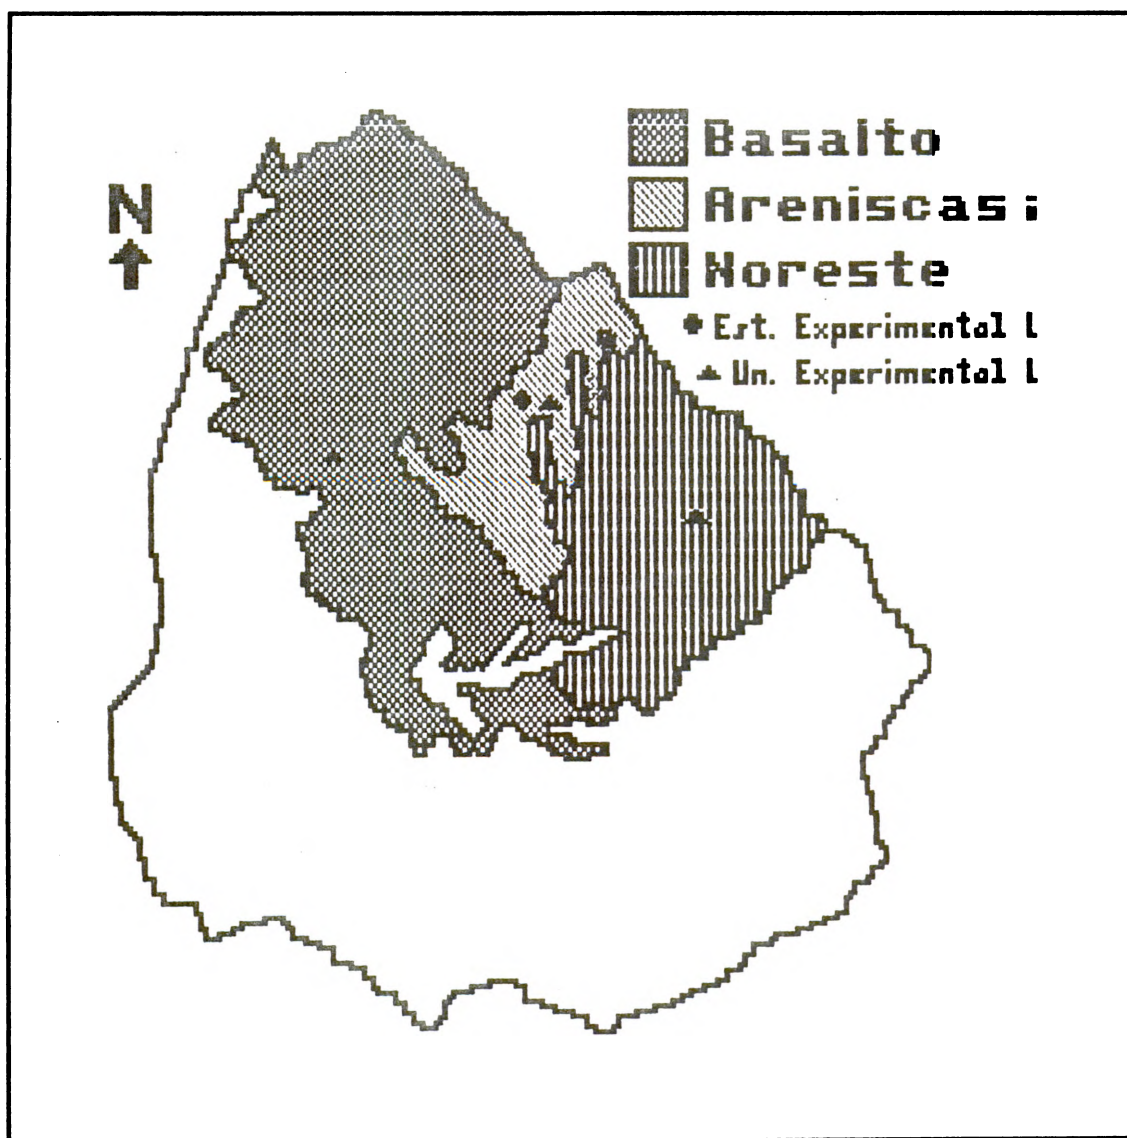 N
Basalto
Areniscas i
Noreste
Est. Experimental L
Un. Experimental L